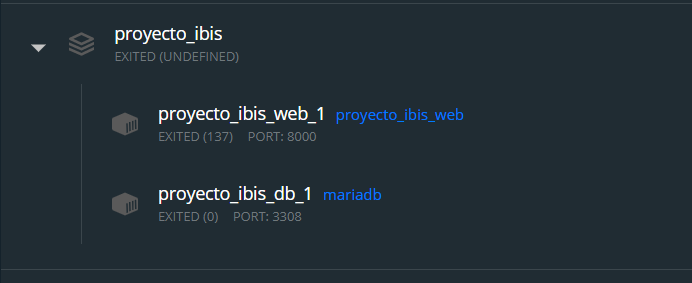 proyecto_ibis
EXITED (UNDEFINED)
proyecto_ibis_web_1 proyecto_ibis_web
EXITED (137) PORT: 8000
proyecto_ibis_db_1 mariadb
EXITED (0) PORT: 3308